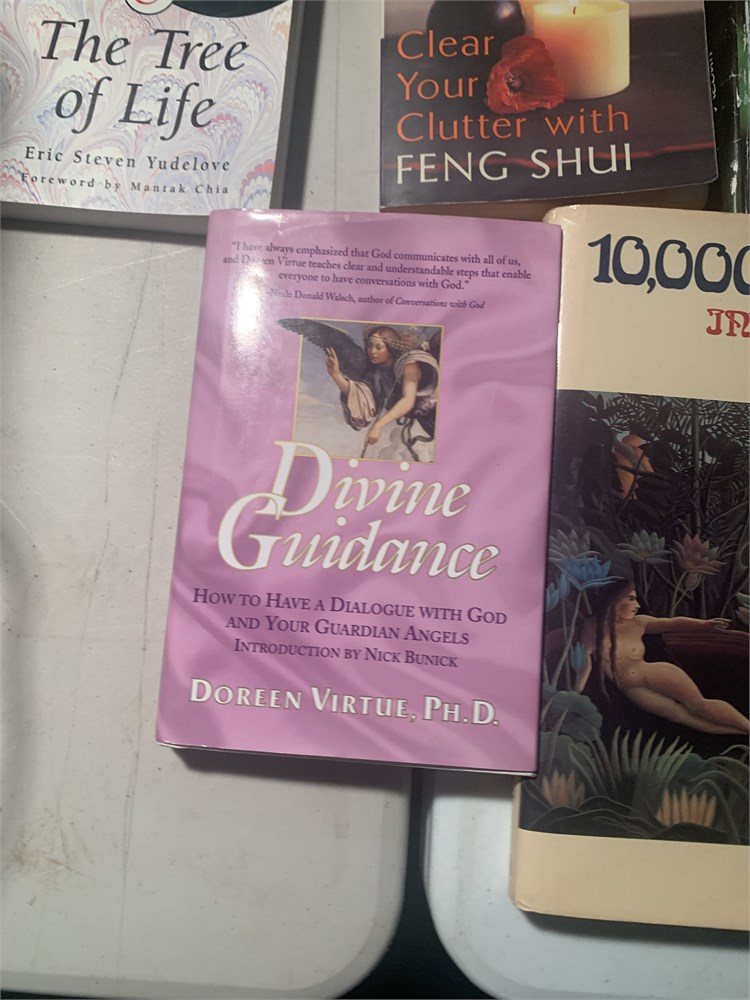 The Tree
of Life
Eric Steven Yudelove
Foreword by Mantak Chia
Clear
Your
Clutter with
FENG SHUI
"I have always emphasized that God communicates with all of us,
and Doreen Virtue teaches clear and understandable steps that enable
everyone to have conversations with God."
Neale Donald Walsch, author of Conversations with God
Divine
Guidance
HOW TO HAVE A DIALOGUE WITH GOD
AND YOUR GUARDIAN ANGELS
INTRODUCTION BY NICK BUNICK
DOREEN VIRTUE, PH.D.
10,000